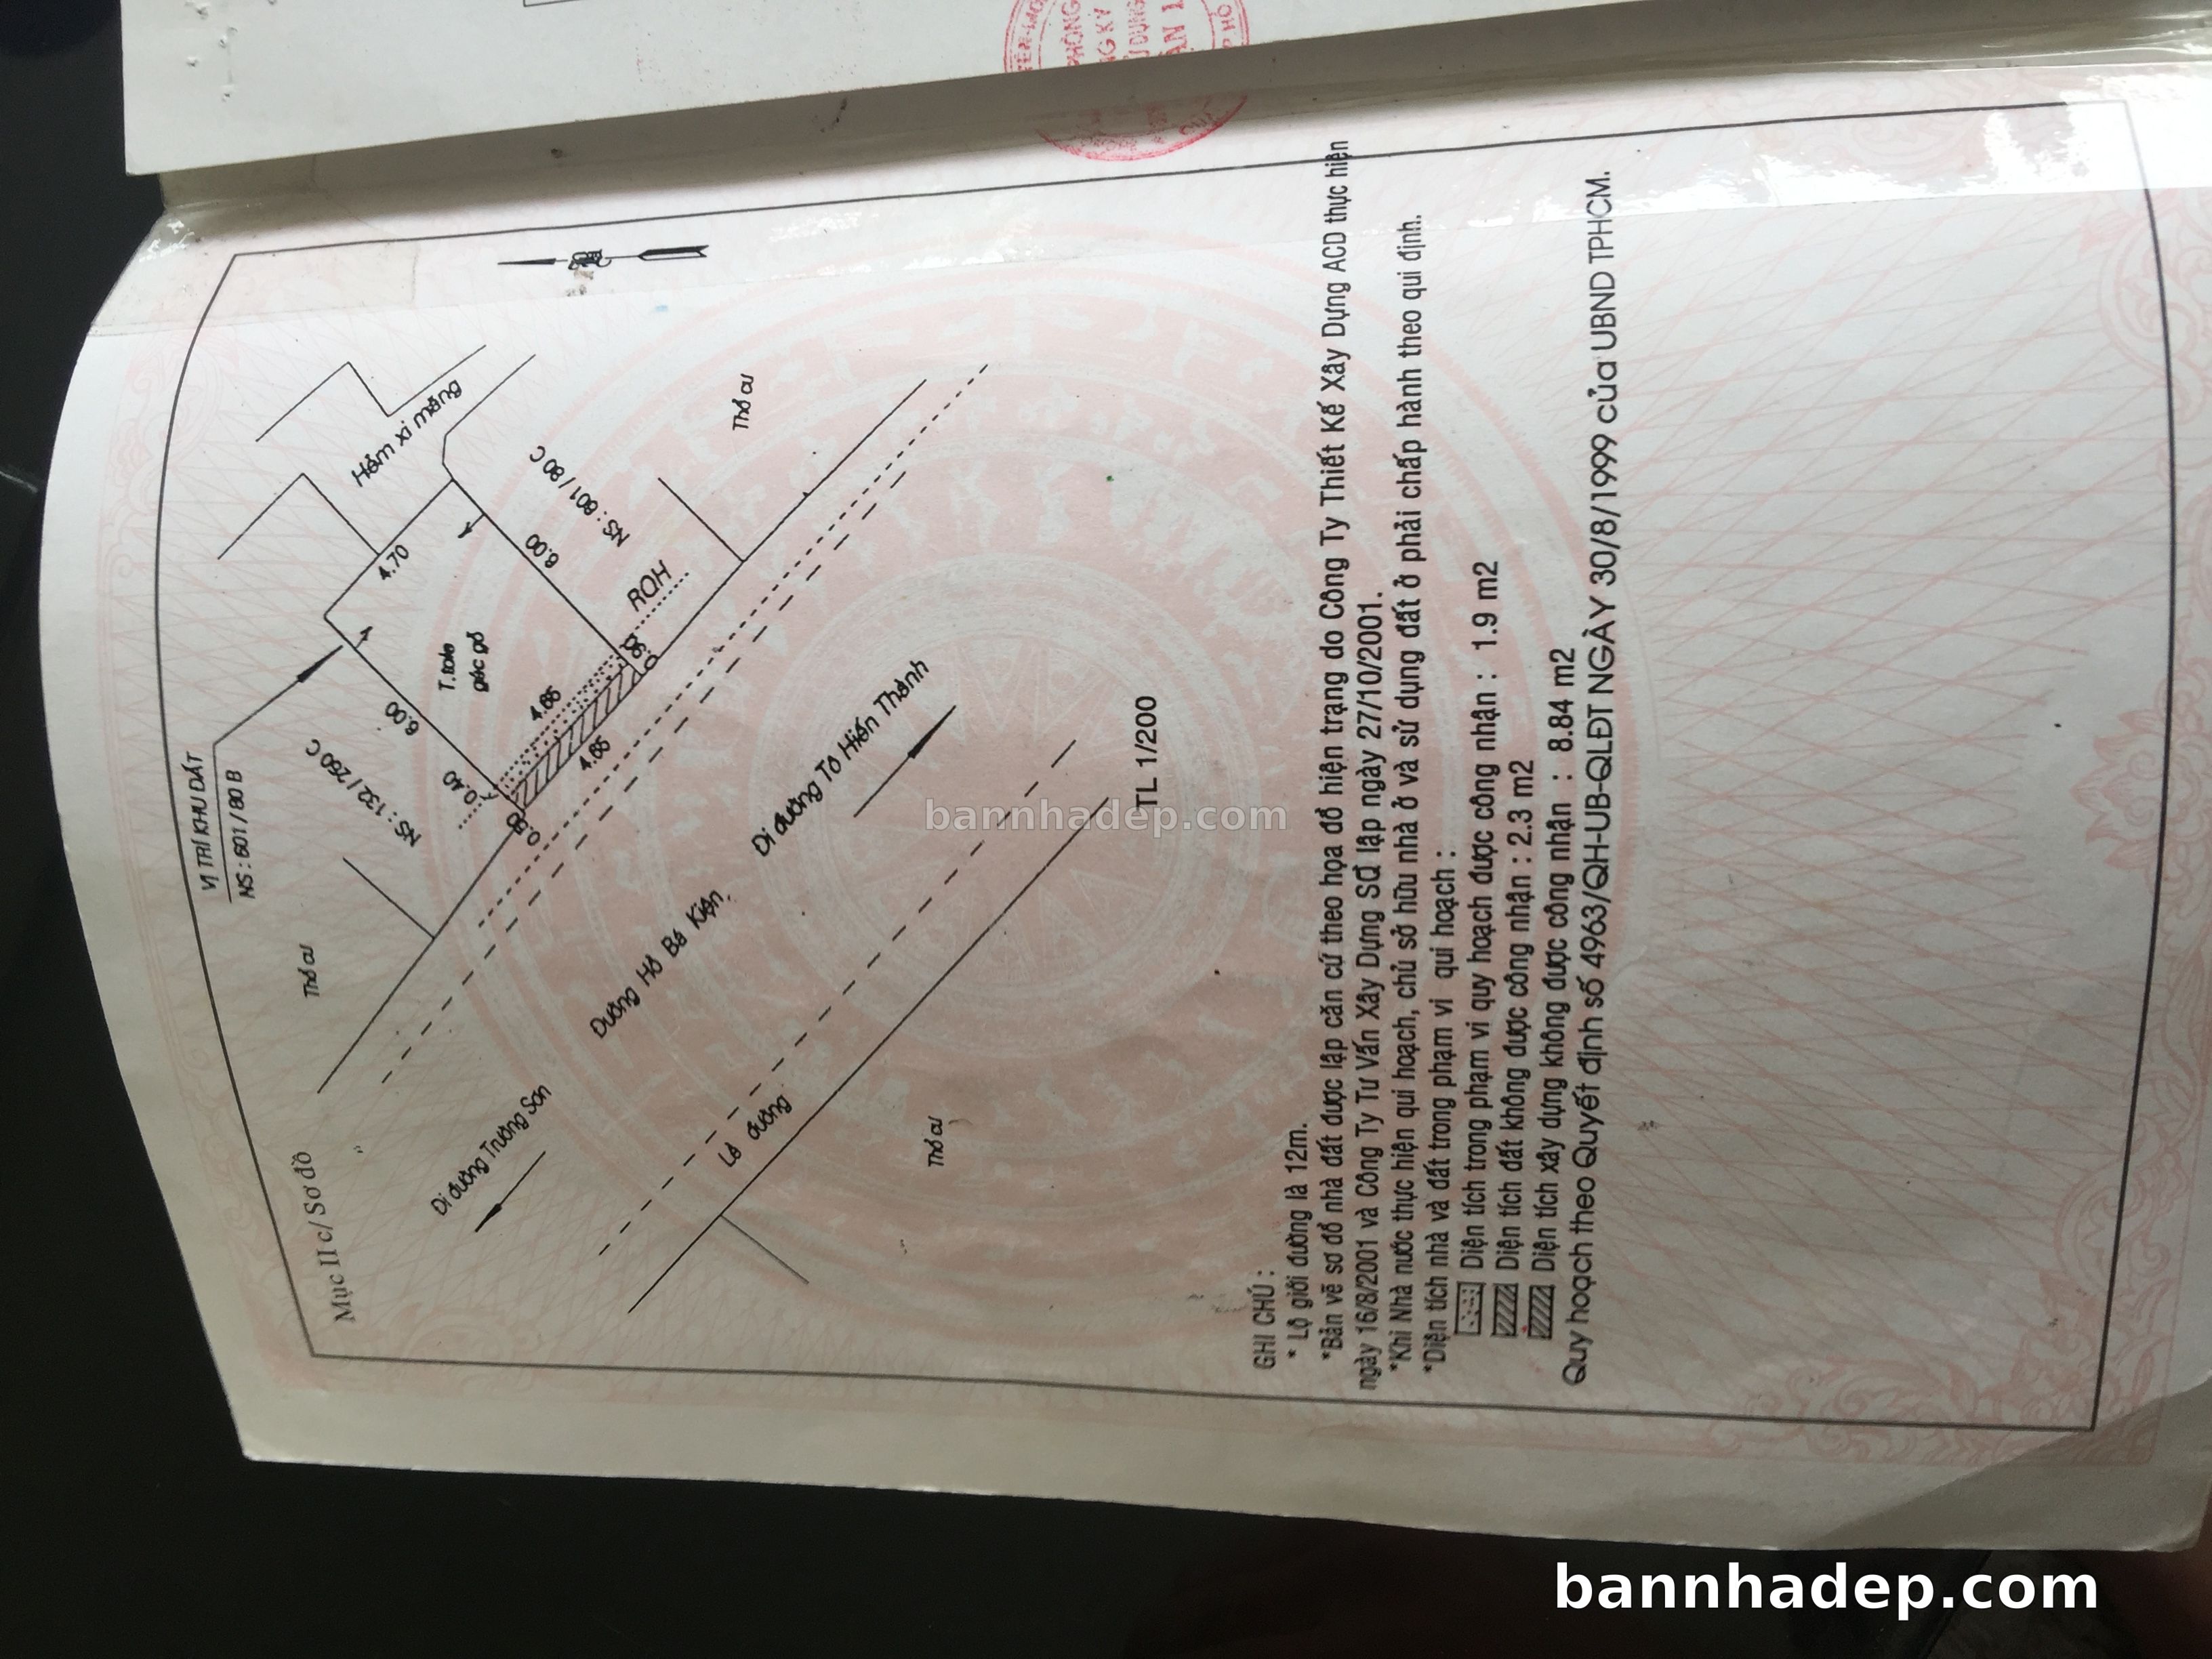 Mục II c/ Sơ đồ
VỊ TRÍ KHU ĐẤT
NS : 601 / 80 B
Hẻm xi măng
4.70
NS : 132 / 260 C
6.00
6.00
NS : 601 / 80 C
T. tole
gác gỗ
Thổ cư
Thổ cư
0.40
4.65
RQH
4.65
Đi đường Trường Sơn
Đường Hồ Bá Kiện
Đi đường Tô Hiến Thành
Lề đường
Thổ cư
TL 1/200
GHI CHÚ :
* Lộ giới đường là 12m.
*Bản vẽ sơ đồ nhà đất được lập căn cứ theo họa đồ hiện trạng do Công Ty Thiết Kế Xây Dựng ACD thực hiện
ngày 16/8/2001 và Công Ty Tư Vấn Xây Dựng lập ngày 27/10/2001.
*Khi Nhà nước thực hiện qui hoạch, chủ sở hữu nhà ở và sử dụng đất ở phải chấp hành theo qui định.
*Diện tích nhà và đất trong phạm vi qui hoạch :
Diện tích trong phạm vi quy hoạch được công nhận : 1.9 m2
Diện tích đất không được công nhận : 2.3 m2
Diện tích xây dựng không được công nhận : 8.84 m2
Quy hoạch theo Quyết định số 4963/QH-UB-QLĐT NGÀY 30/8/1999 của UBND TPHCM.
bannhadep.com
bannhadep.com